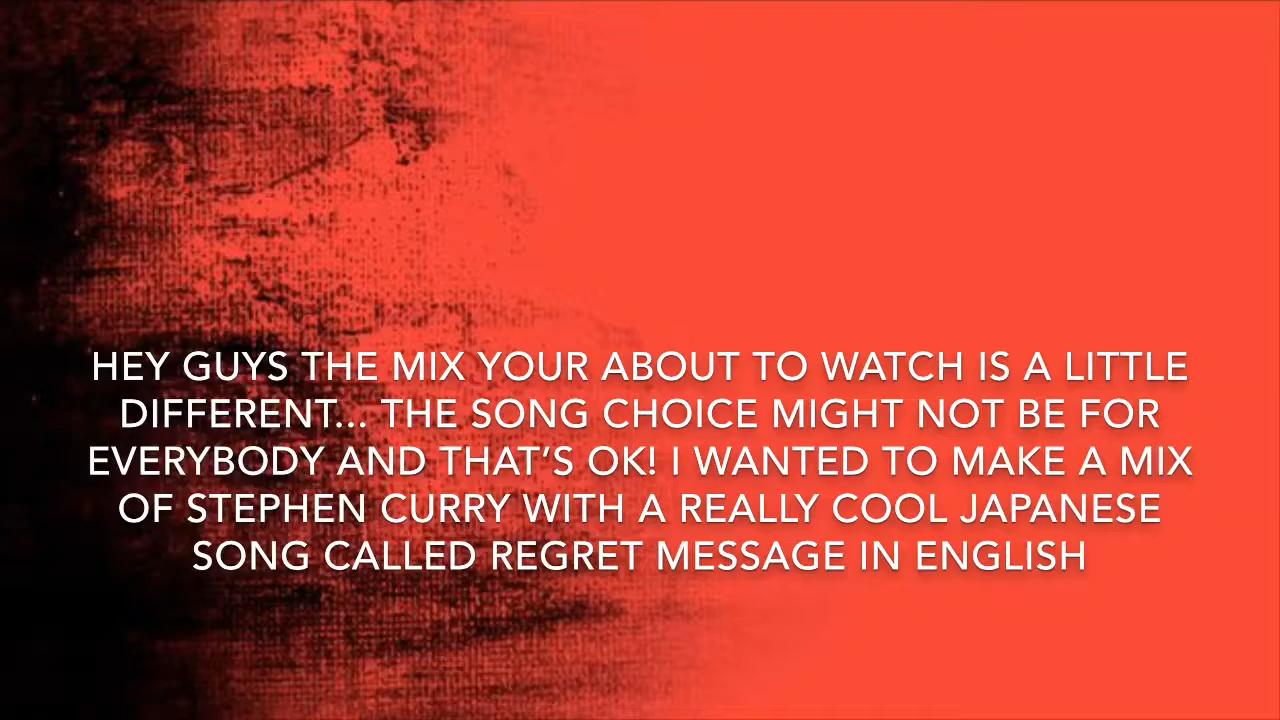 HEY GUYS THE MIX YOUR ABOUT TO WATCH IS A LITTLE
DIFFERENT... THE SONG CHOICE MIGHT NOT BE FOR
EVERYBODY AND THAT’S OK! I WANTED TO MAKE A MIX
OF STEPHEN CURRY WITH A REALLY COOL JAPANESE
SONG CALLED REGRET MESSAGE IN ENGLISH